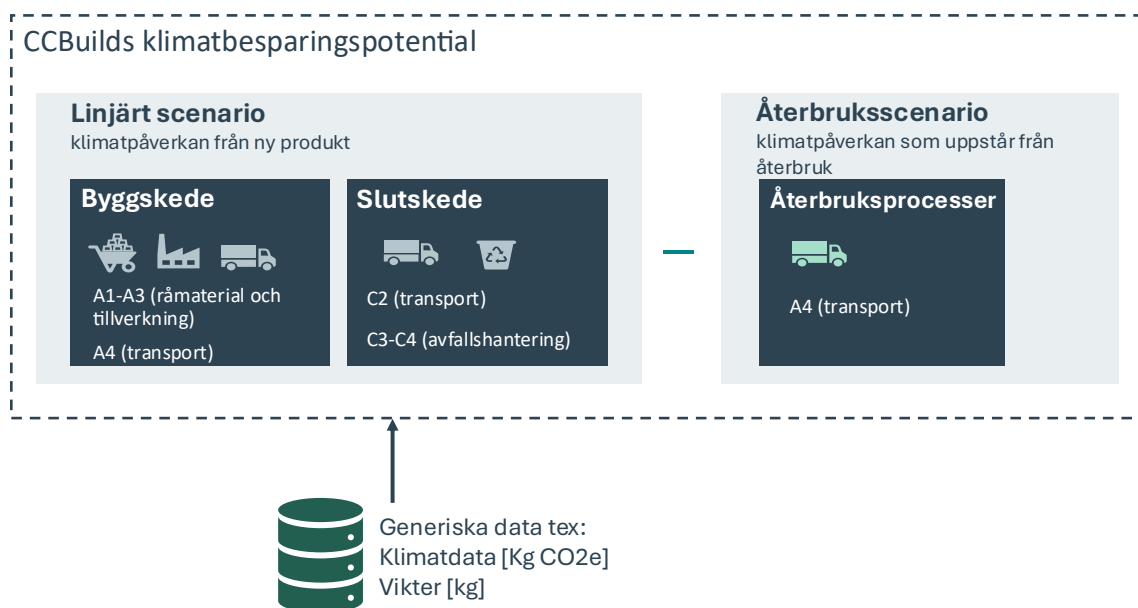 CCBuilds klimatbesparingspotential
Linjärt scenario
klimatpåverkan från ny produkt
Byggskede
A1-A3 (råmaterial och
tillverkning)
A4 (transport)
Slutskede
C2 (transport)
C3-C4 (avfallshantering)
Återbruksscenario
klimatpåverkan som uppstår från
återbruk
Återbruksprocesser
A4 (transport)
Generiska data tex:
Klimatdata [Kg CO2e]
Vikter [kg]